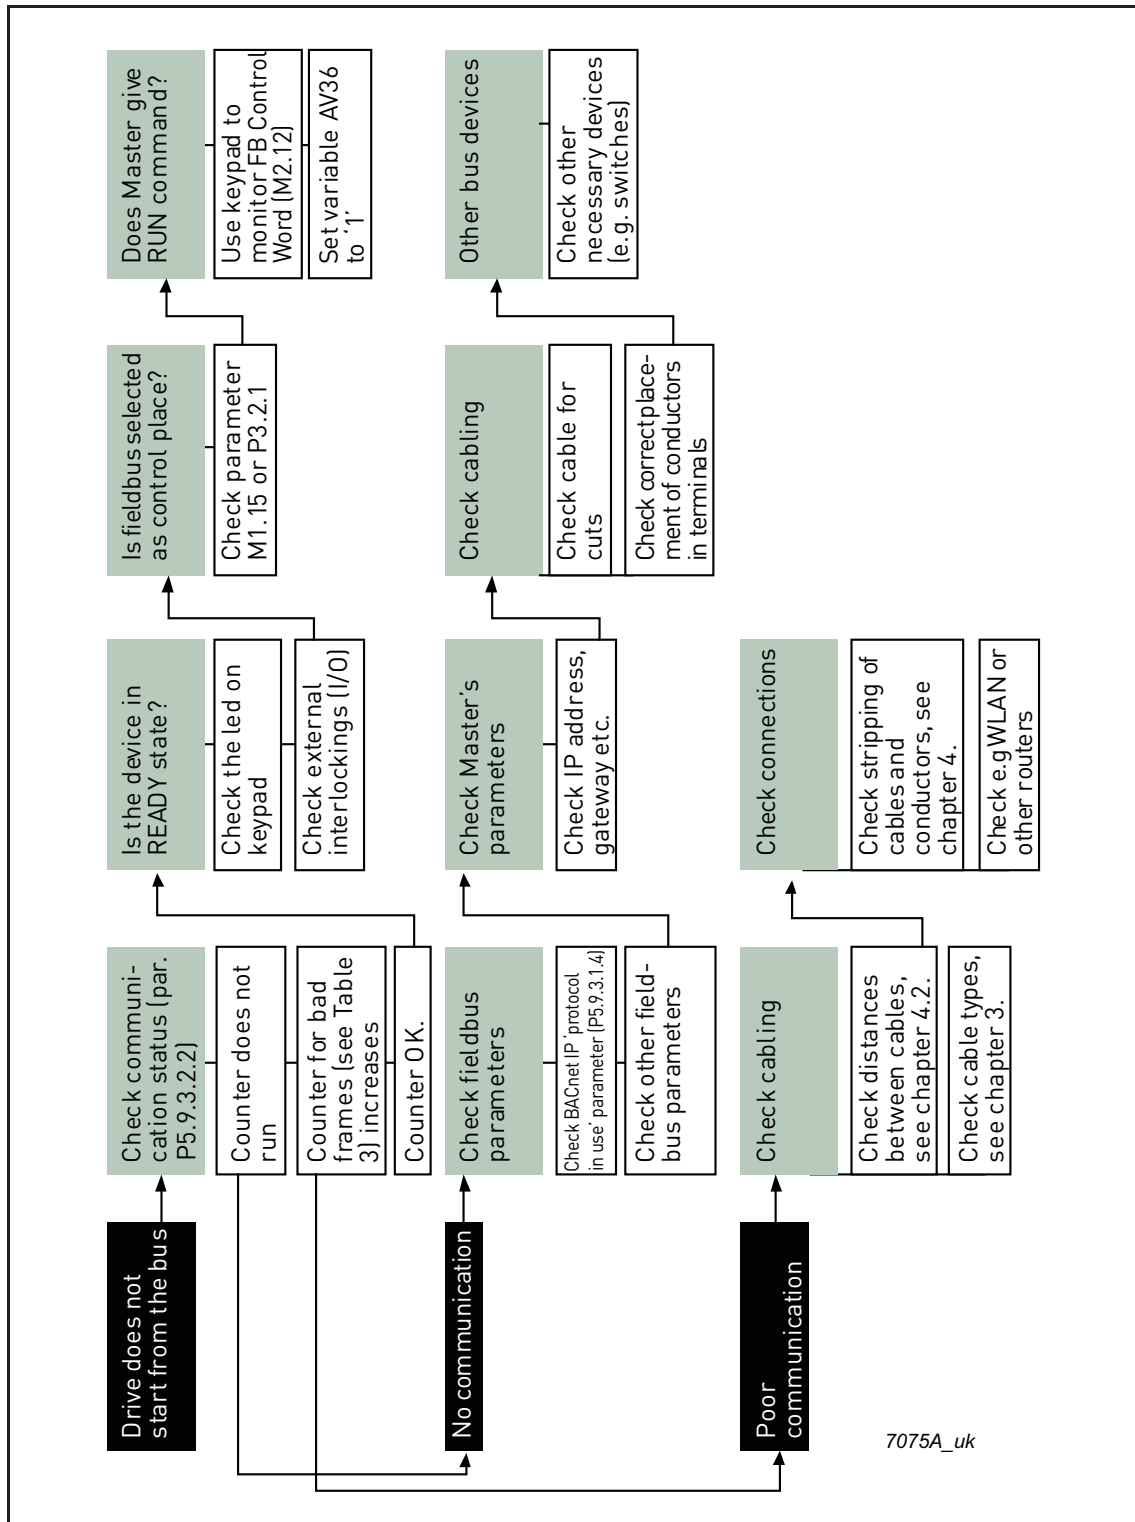 Drive does not
start from the bus
Check communi-
cation status (par.
P5.9.3.2.2)
Counter does not
run
Counter for bad
frames (see Table
3) increases
Counter OK.
Is the device in
READY state?
Check the led on
keypad
Check external
interlockings (I/O)
Is fieldbus selected
as control place?
Check parameter
M1.15 or P3.2.1
Does Master give
RUN command?
Use keypad to
monitor FB Control
Word (M2.12)
Set variable AV36
to ‘1’
No communication
Check fieldbus
parameters
Check BACnet IP ‘protocol
in use’ parameter (P5.9.3.1.4)
Check other field-
bus parameters
Check Master’s
parameters
Check IP address,
gateway etc.
Check cabling
Check cable for
cuts
Check correct place-
ment of conductors
in terminals
Other bus devices
Check other
necessary devices
(e.g. switches)
Poor
communication
Check cabling
Check distances
between cables,
see chapter 4.2.
Check cable types,
see chapter 3.
Check connections
Check stripping of
cables and
conductors, see
chapter 4.
Check e.g WLAN or
other routers
7075A_uk